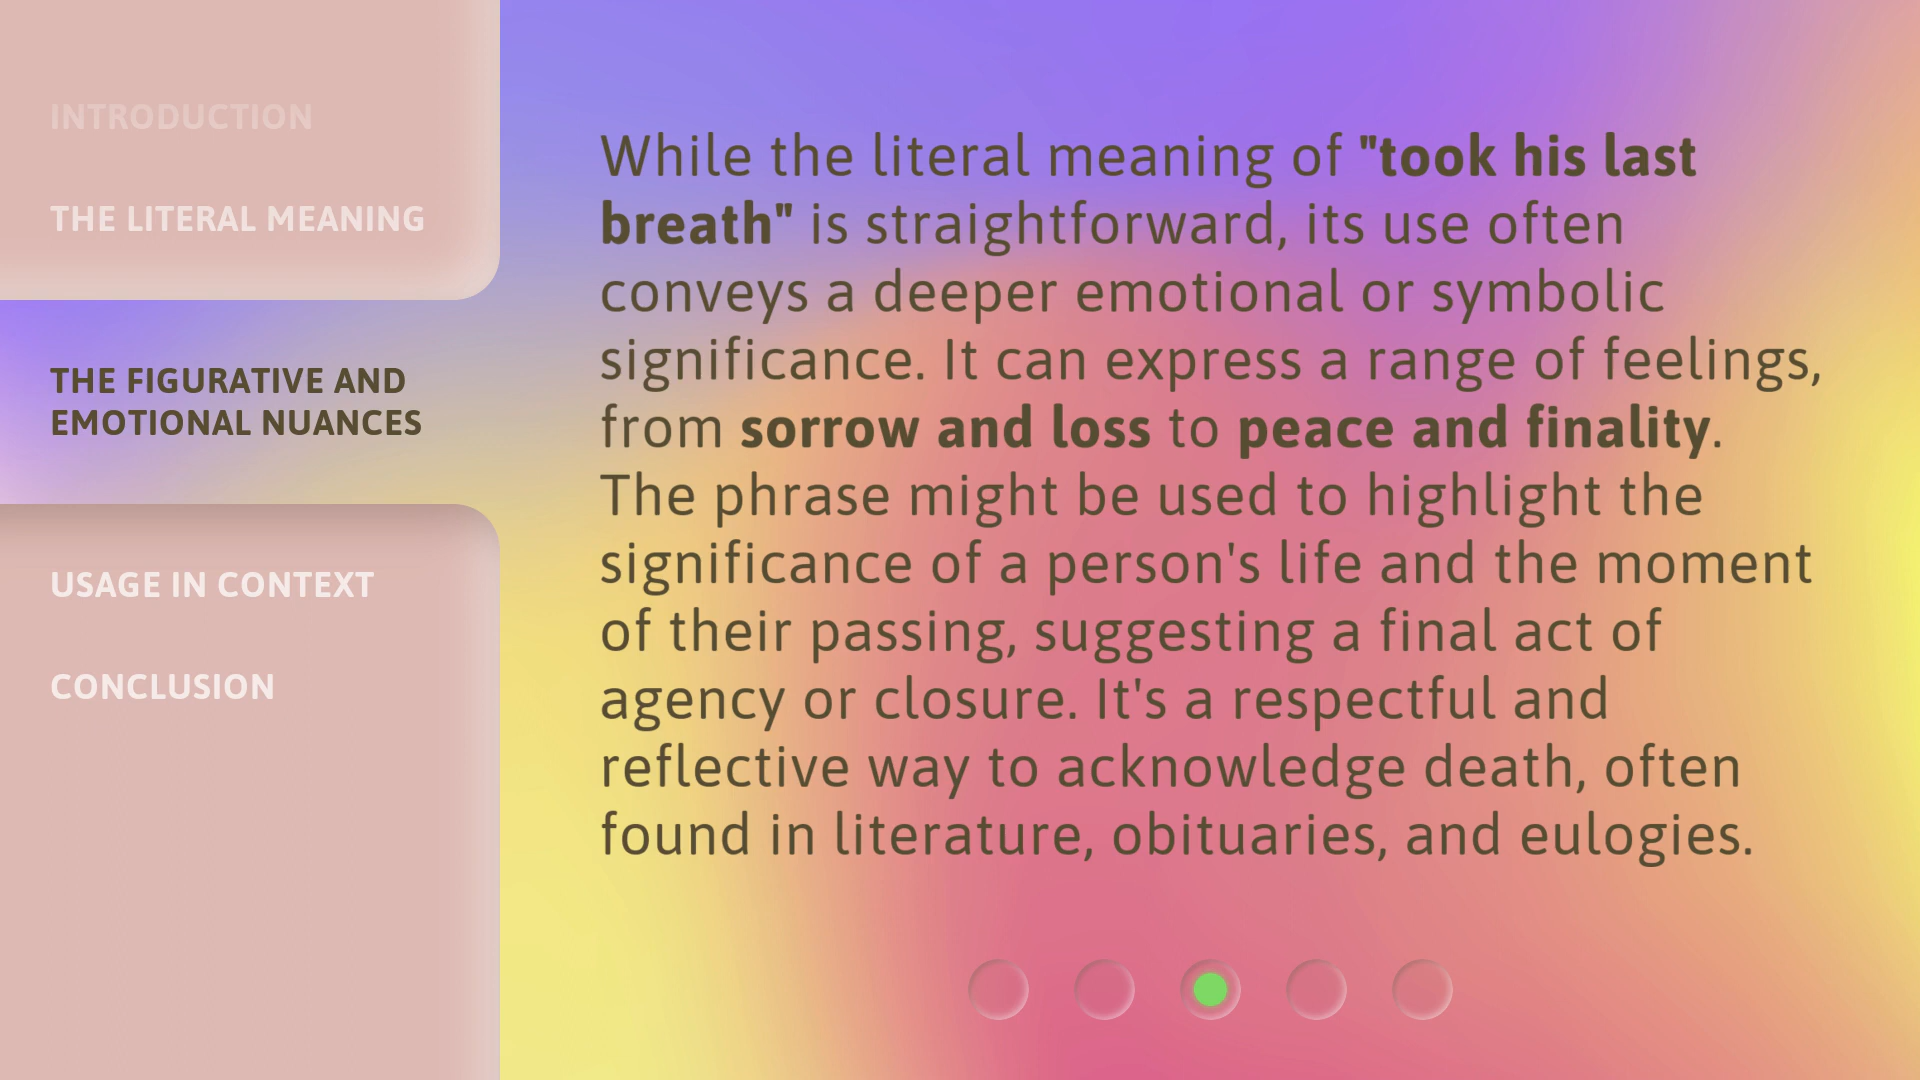 INTRODUCTION
THE LITERAL MEANING
THE FIGURATIVE AND
EMOTIONAL NUANCES
USAGE IN CONTEXT
CONCLUSION
While the literal meaning of "took his last
breath" is straightforward, its use often
conveys a deeper emotional or symbolic
significance. It can express a range of feelings,
from sorrow and loss to peace and finality.
The phrase might be used to highlight the
significance of a person's life and the moment
of their passing, suggesting a final act of
agency or closure. It's a respectful and
reflective way to acknowledge death, often
found in literature, obituaries, and eulogies.